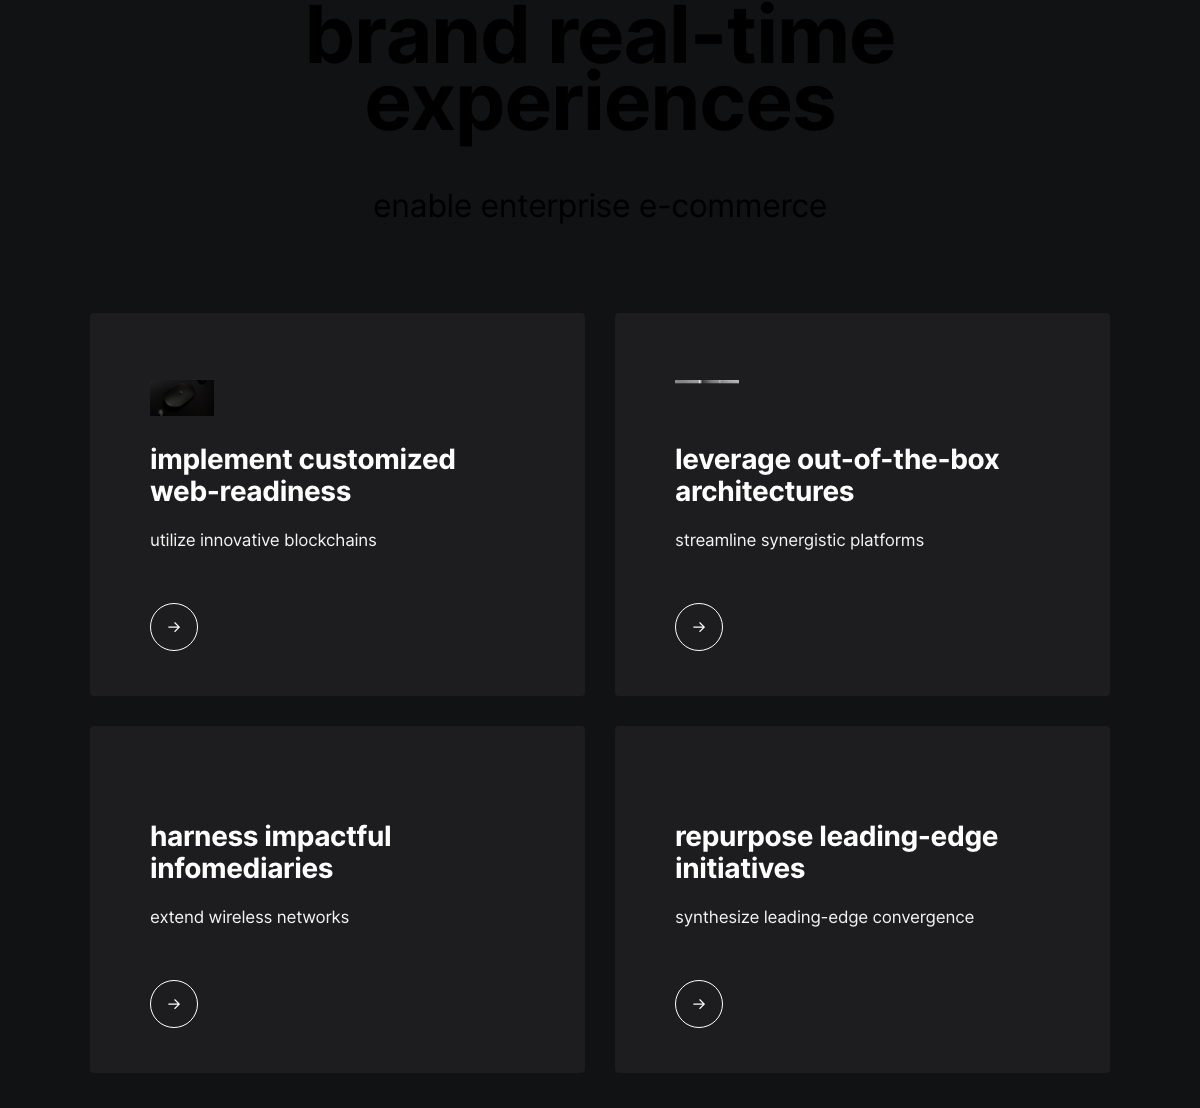 brand real-time
experiences
enable enterprise e-commerce
implement customized
web-readiness
utilize innovative blockchains
leverage out-of-the-box
architectures
streamline synergistic platforms
harness impactful
infomediaries
extend wireless networks
repurpose leading-edge
initiatives
synthesize leading-edge convergence